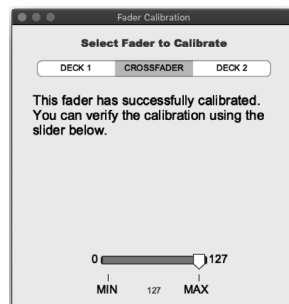 Fader Calibration
Select Fader to Calibrate
DECK 1 CROSSFADER DECK 2
This fader has successfully calibrated.
You can verify the calibration using the
slider below.
0 127
MIN 127 MAX